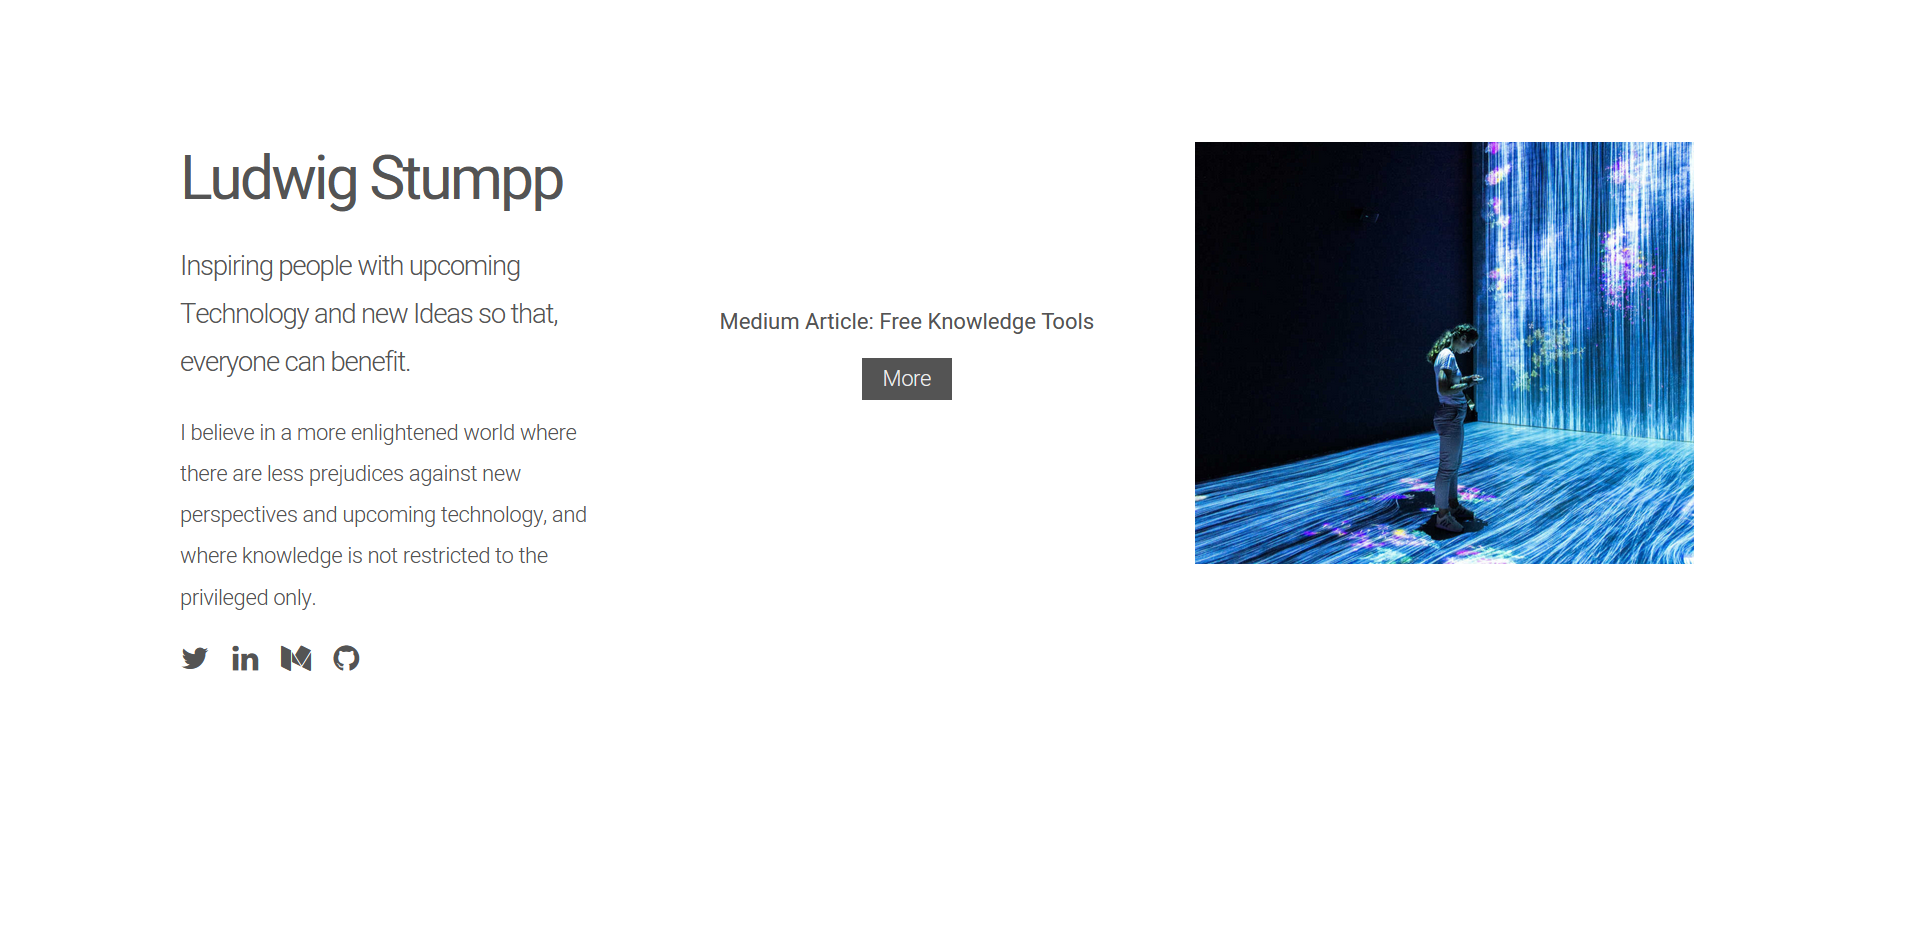 Ludwig Stumpp
Inspiring people with upcoming
Technology and new Ideas so that,
everyone can benefit.
I believe in a more enlightened world where
there are less prejudices against new
perspectives and upcoming technology, and
where knowledge is not restricted to the
privileged only.
Medium Article: Free Knowledge Tools
More